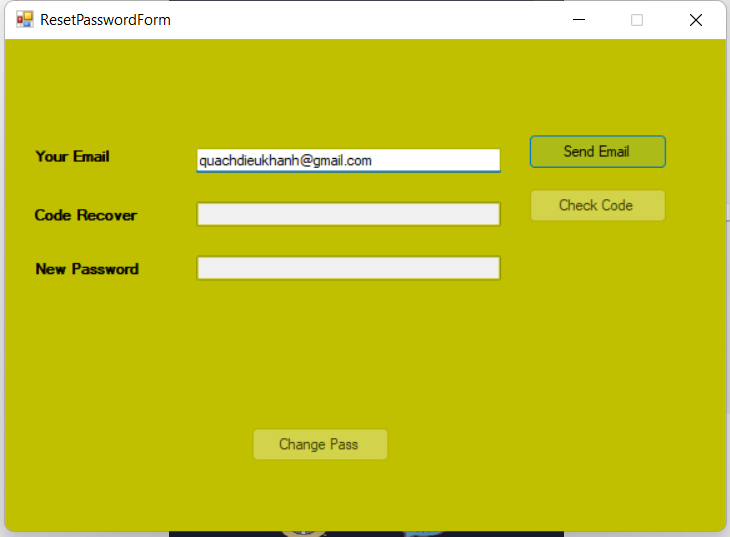 ResetPasswordForm
Your Email
quachdieukhanh@gmail.com
Send Email
Code Recover
Check Code
New Password
Change Pass